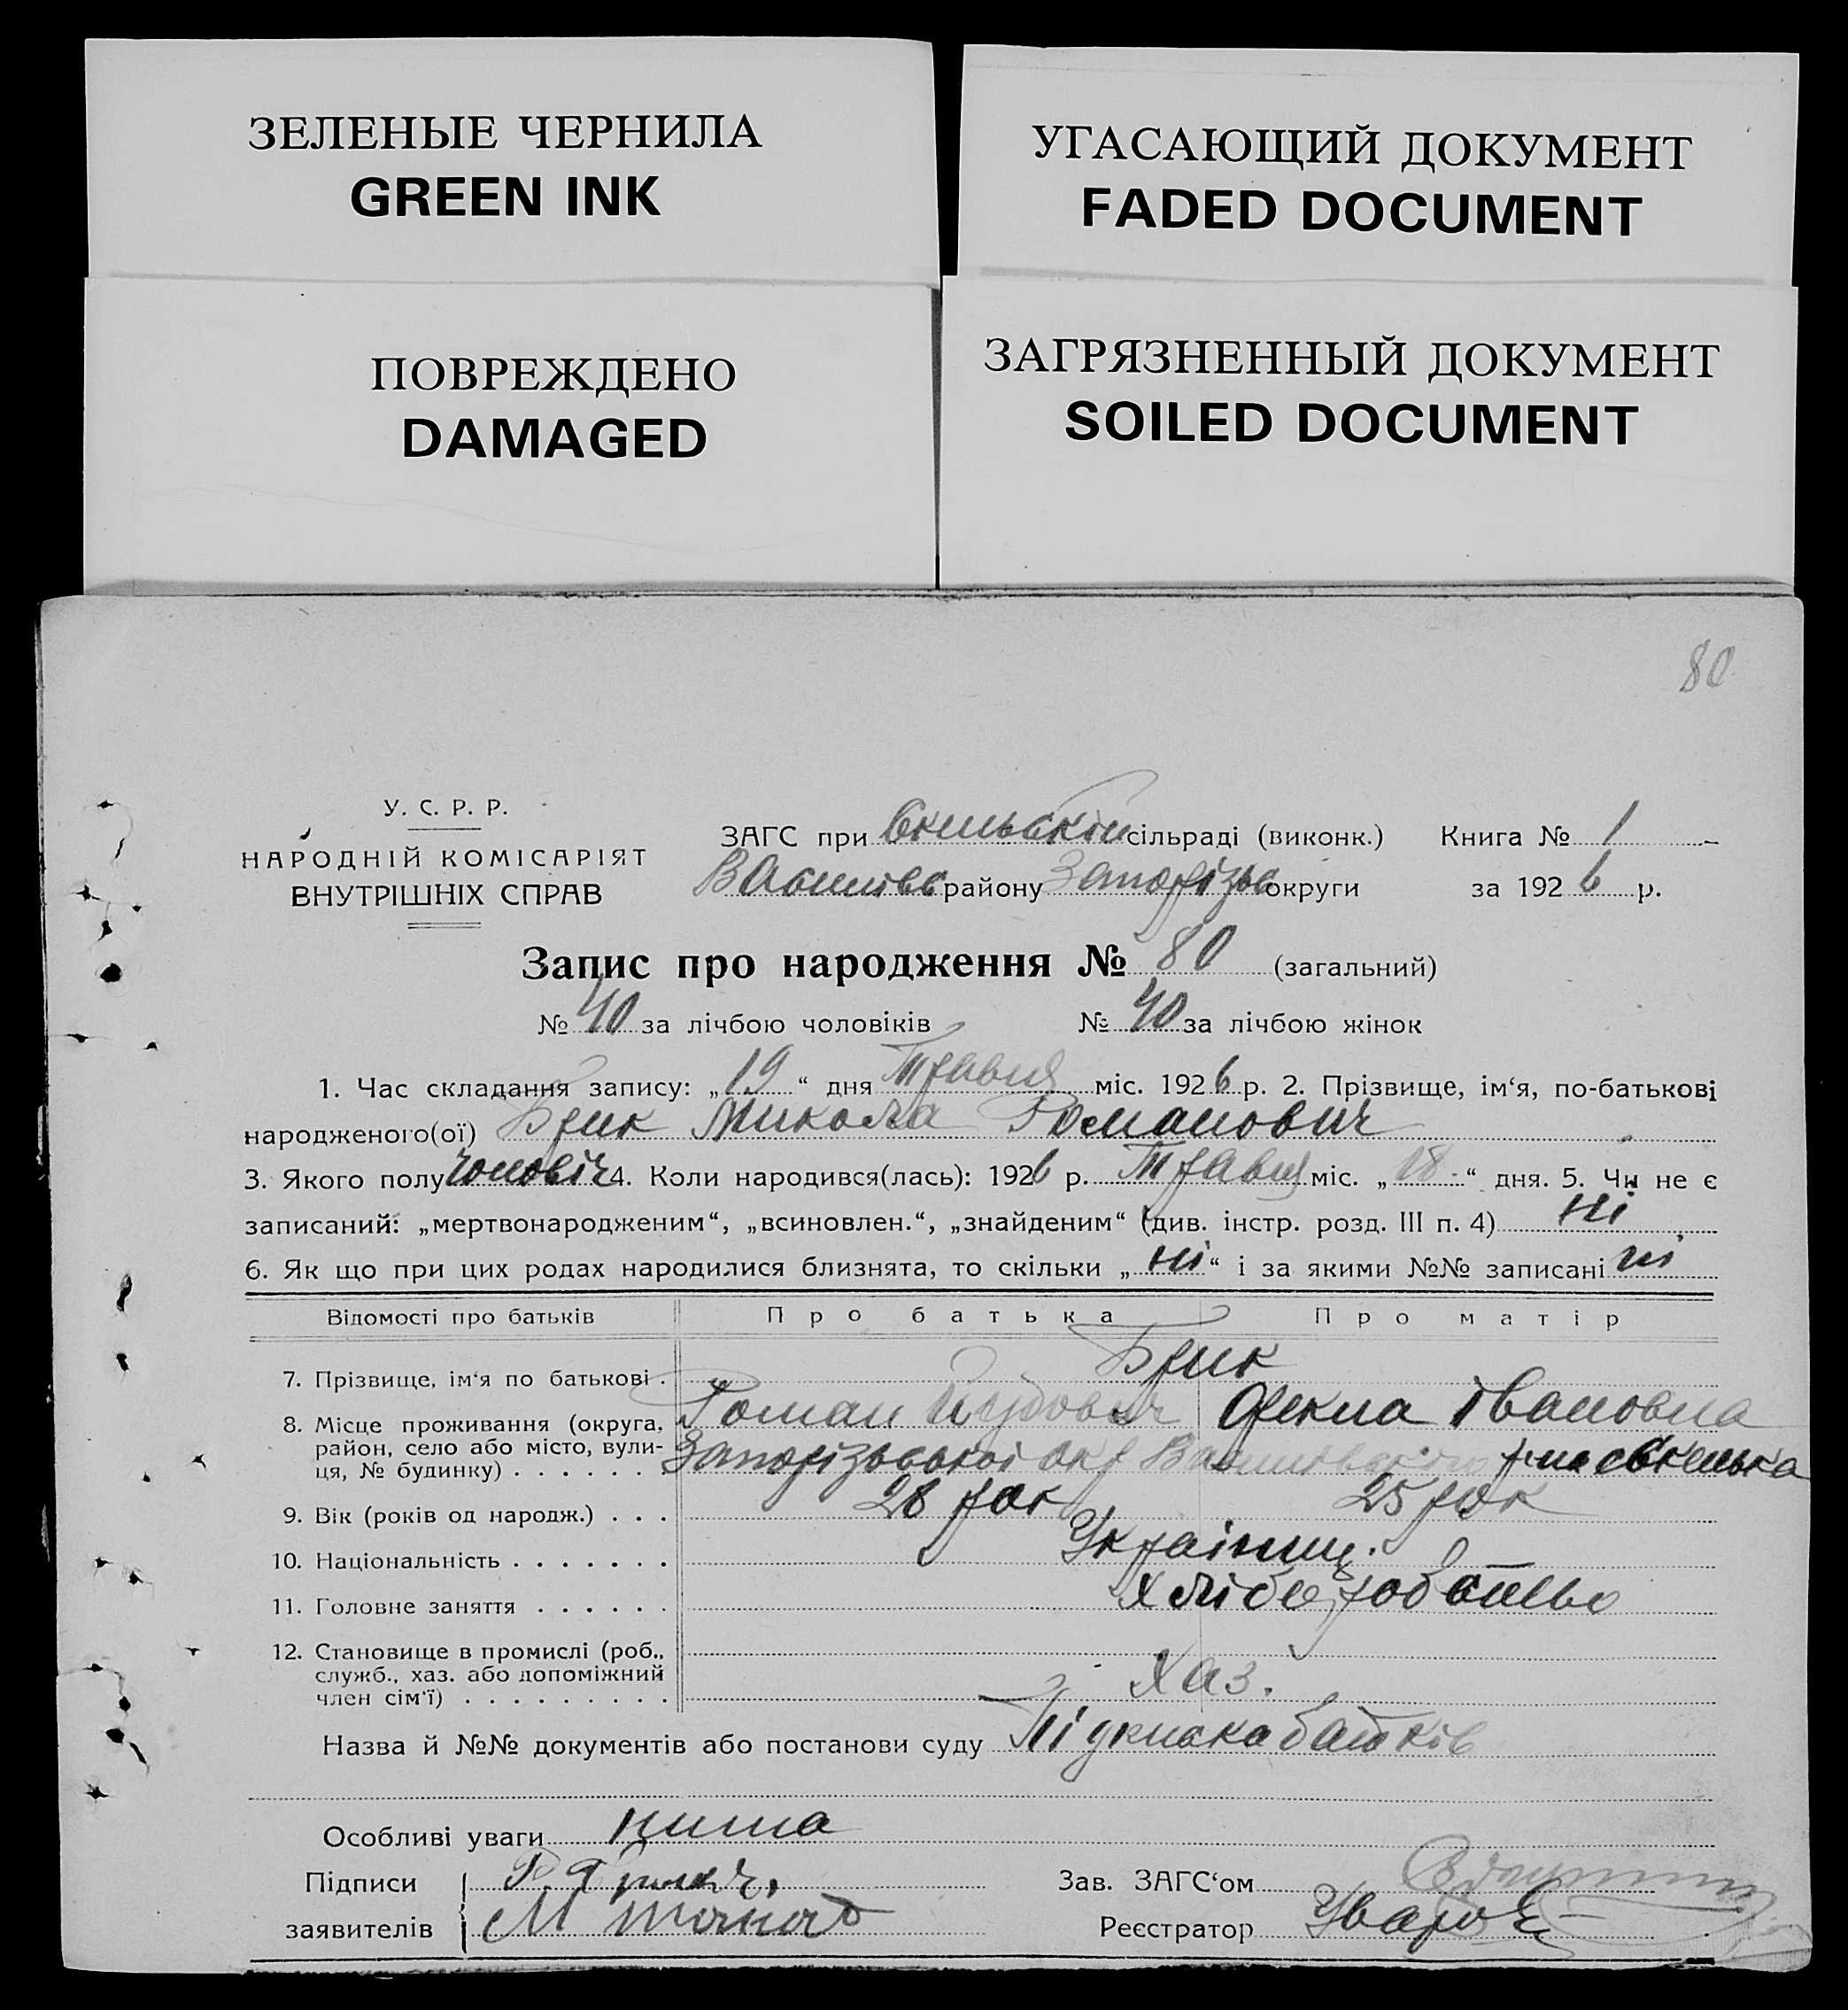 ЗЕЛЕНЫЕ ЧЕРНИЛА
GREEN INK
УГАСАЮЩИЙ ДОКУМЕНТ
FADED DOCUMENT
ПОВРЕЖДЕНО
DAMAGED
ЗАГРЯЗНЕННЫЙ ДОКУМЕНТ
SOILED DOCUMENT
80
У. С. Р. Р.
НАРОДНІЙ КОМІСАРІЯТ
ВНУТРІШНІХ СПРАВ
ЗАГС при сільраді (виконк.) Книга № 1
району округи за 1926 р.
Запис про народження № 80 (загальний)
№ 40 за лічбою чоловіків № 40 за лічбою жінок
1. Час складання запису: „19“ дня Травня міс. 1926 р. 2. Прізвище, ім‘я, по-батькові
народженого(ої) Брик Микола Романович
3. Якого полу чоловіч 4. Коли народився(лась): 1926 р. Травня міс. „18“ дня. 5. Чи не є
записаний: „мертвонародженим“, „всиновлен.“, „знайденим“ (див. інстр. розд. III п. 4) Ні
6. Як що при цих родах народилися близнята, то скільки „ні“ і за якими №№ записані ні
Відомості про батьків Про батька Про матір
7. Прізвище, ім‘я по батькові . Брик
Роман Івановна
8. Місце проживання (округа, район, село або місто, вулиця, № будинку) . . . . . .
9. Вік (років од народж.) . . . 28 рок 25 рок
10. Національність . . . . . . . Українці
11. Головне заняття . . . . . .
12. Становище в промислі (роб., служб., хаз. або допоміжний член сім‘ї) . . . . . . . . . Хаз.
Назва й №№ документів або постанови суду Підписка батків
Особливі уваги нима
Підписи
заявителів
Зав. ЗАГС‘ом
Реєстратор